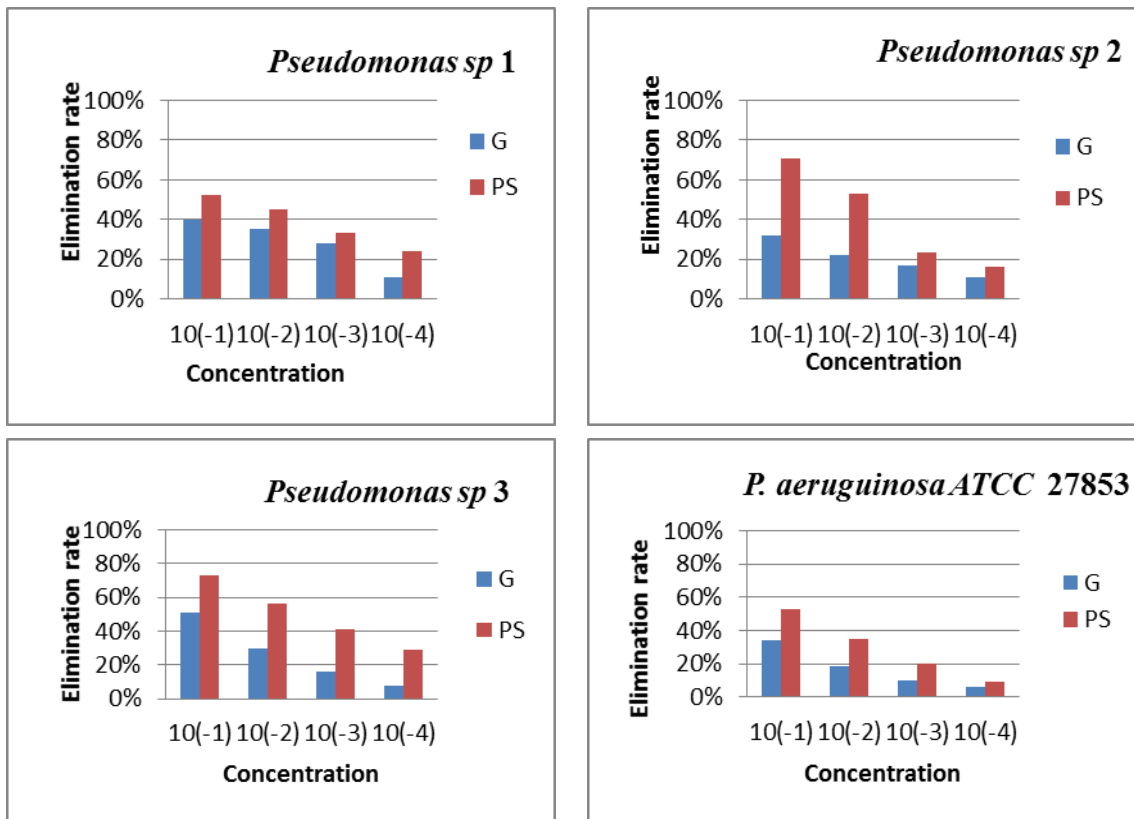 Pseudomonas sp 1
Elimination rate
100%
80%
60%
40%
20%
0%
10(-1) 10(-2) 10(-3) 10(-4)
Concentration
G
PS
Pseudomonas sp 2
Elimination rate
100%
80%
60%
40%
20%
0%
10(-1) 10(-2) 10(-3) 10(-4)
Concentration
G
PS
Pseudomonas sp 3
Elimination rate
100%
80%
60%
40%
20%
0%
10(-1) 10(-2) 10(-3) 10(-4)
Concentration
G
PS
P. aeruguinosa ATCC 27853
Elimination rate
100%
80%
60%
40%
20%
0%
10(-1) 10(-2) 10(-3) 10(-4)
Concentration
G
PS